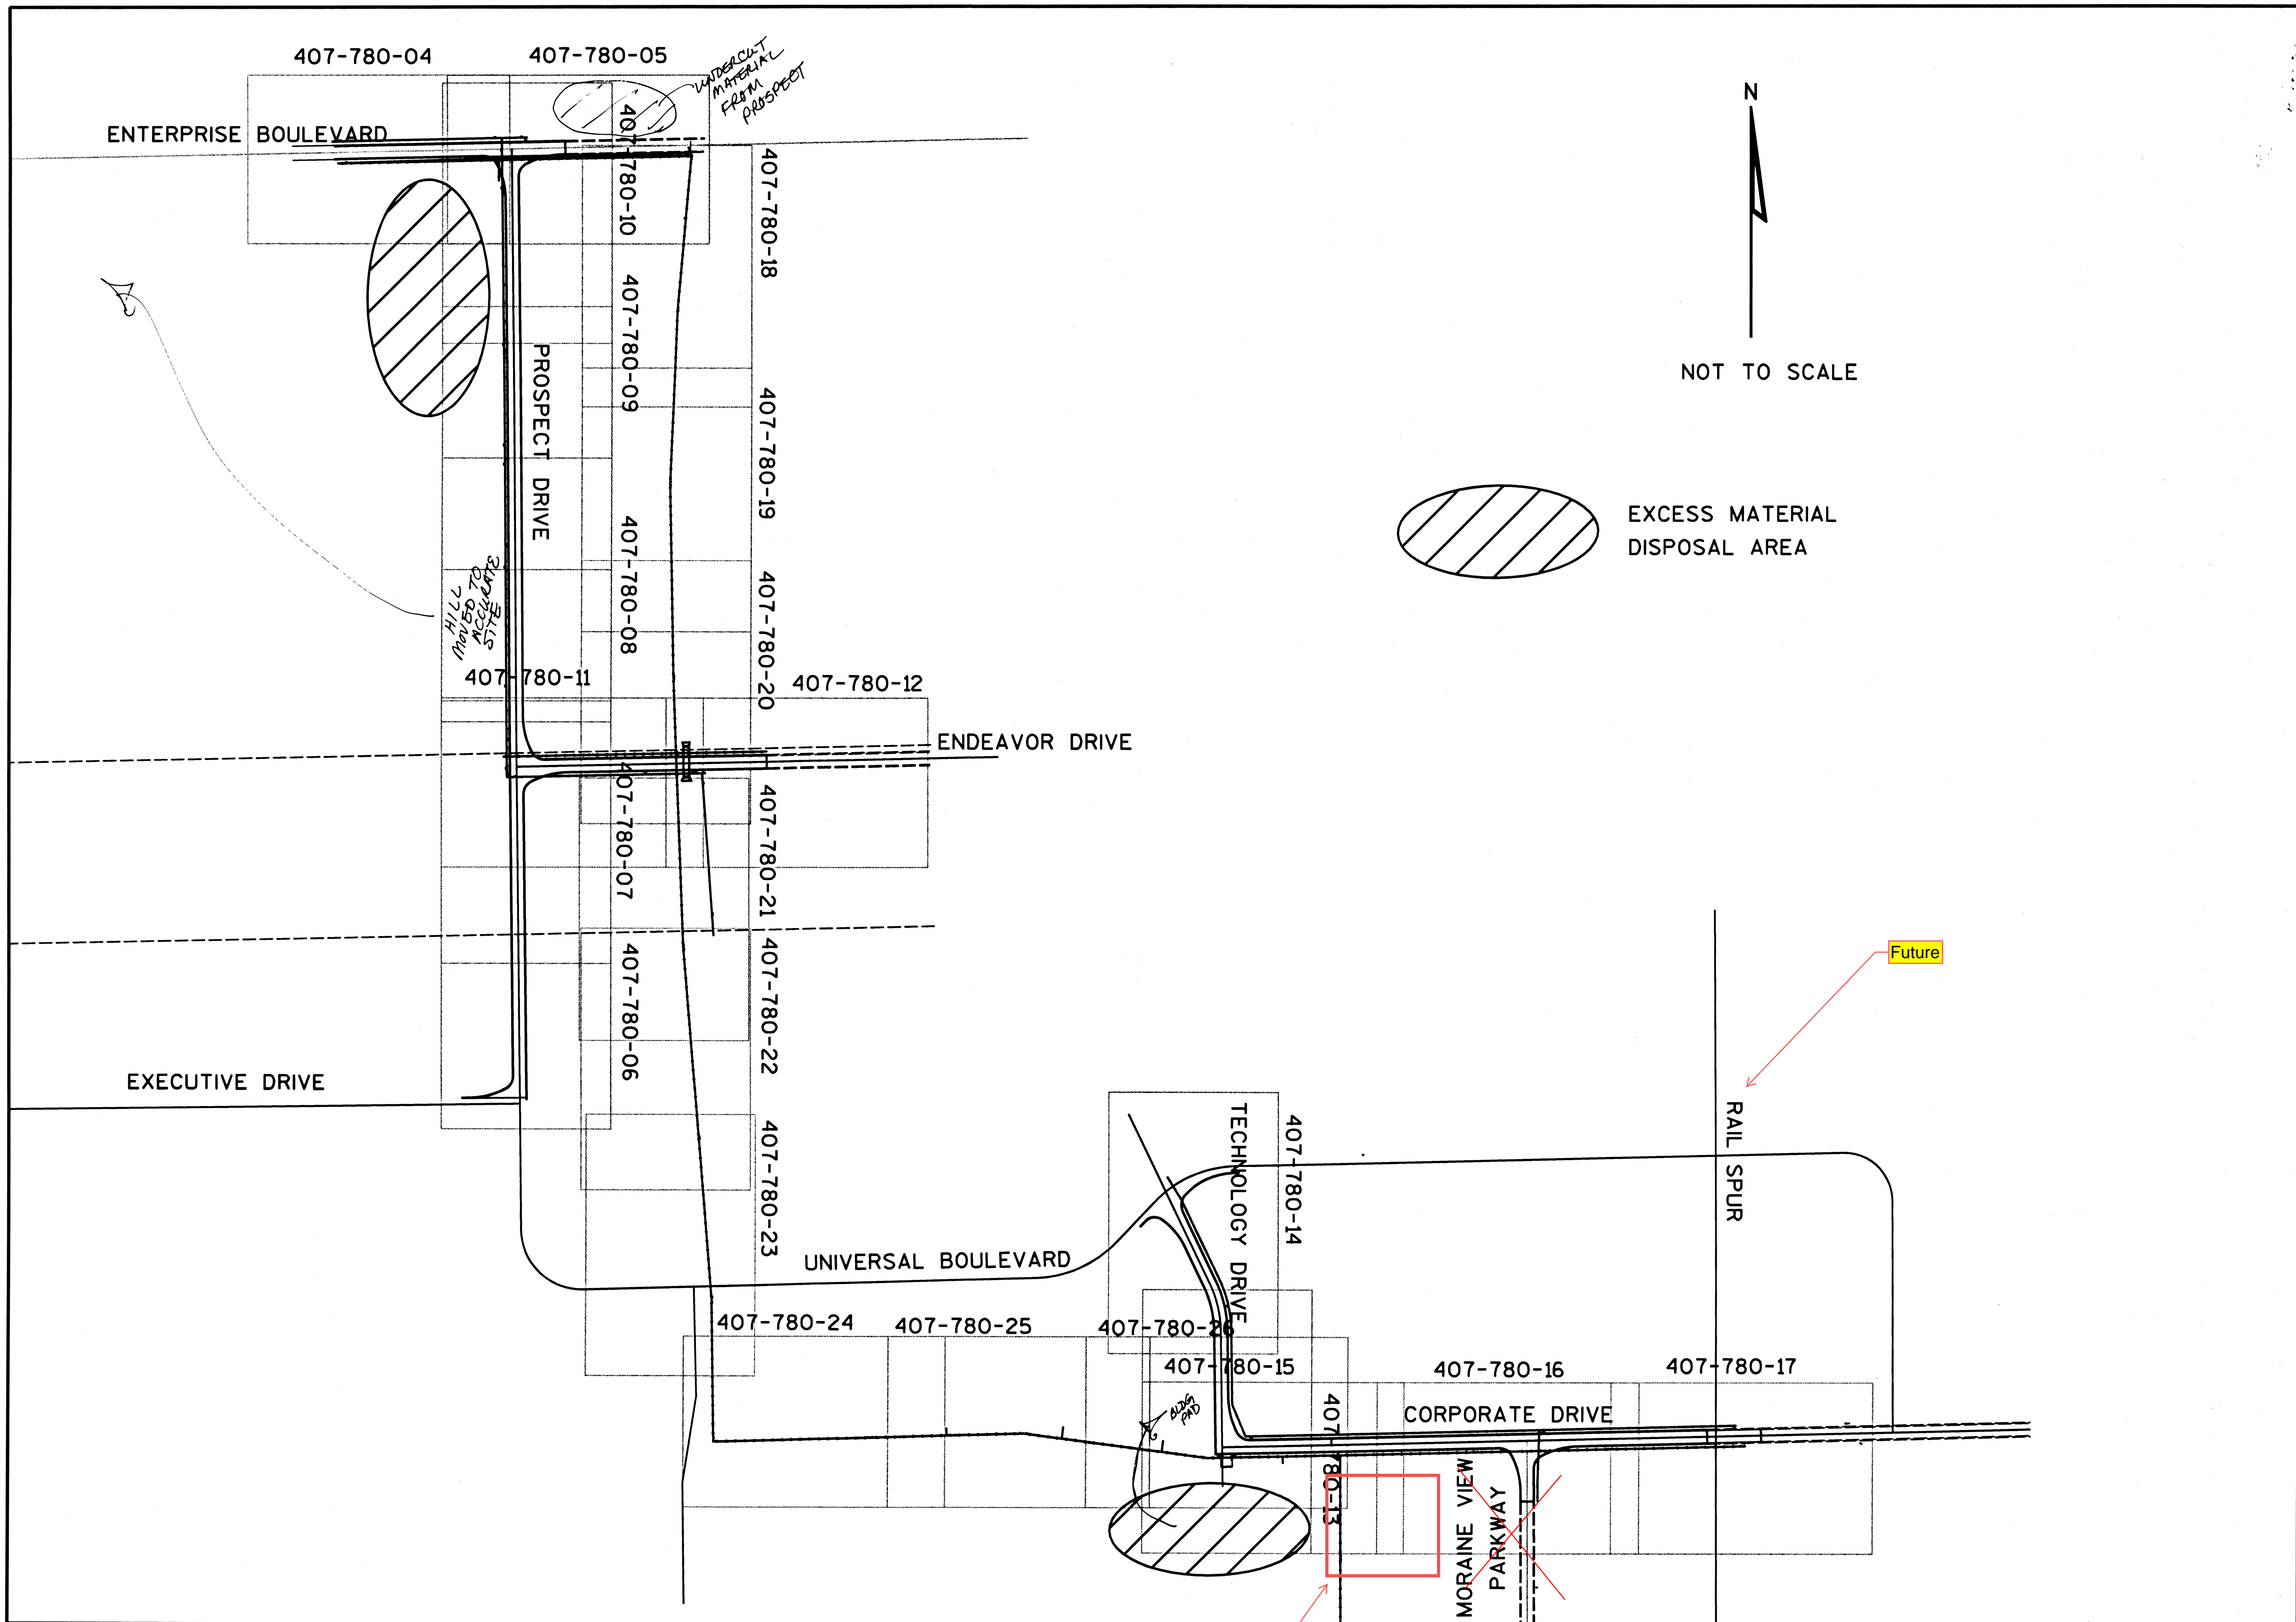 407-780-04
407-780-05
UNDERCUT
MATERIAL
FROM
PROSPECT
N
ENTERPRISE BOULEVARD
407-780-10
407-780-18
NOT TO SCALE
407-780-09
PROSPECT DRIVE
407-780-19
EXCESS MATERIAL
DISPOSAL AREA
407-780-08
407-780-20
HILL
MOVED TO
ACCURATE
SITE
407-780-11
407-780-12
ENDEAVOR DRIVE
407-780-07
407-780-21
Future
407-780-06
407-780-22
EXECUTIVE DRIVE
407-780-23
TECHNOLOGY DRIVE
407-780-14
RAIL SPUR
UNIVERSAL BOULEVARD
407-780-24
407-780-25
407-780-26
407-780-15
407-780-16
407-780-17
BLDG
PAD
407-780-13
CORPORATE DRIVE
MORAINE VIEW
PARKWAY